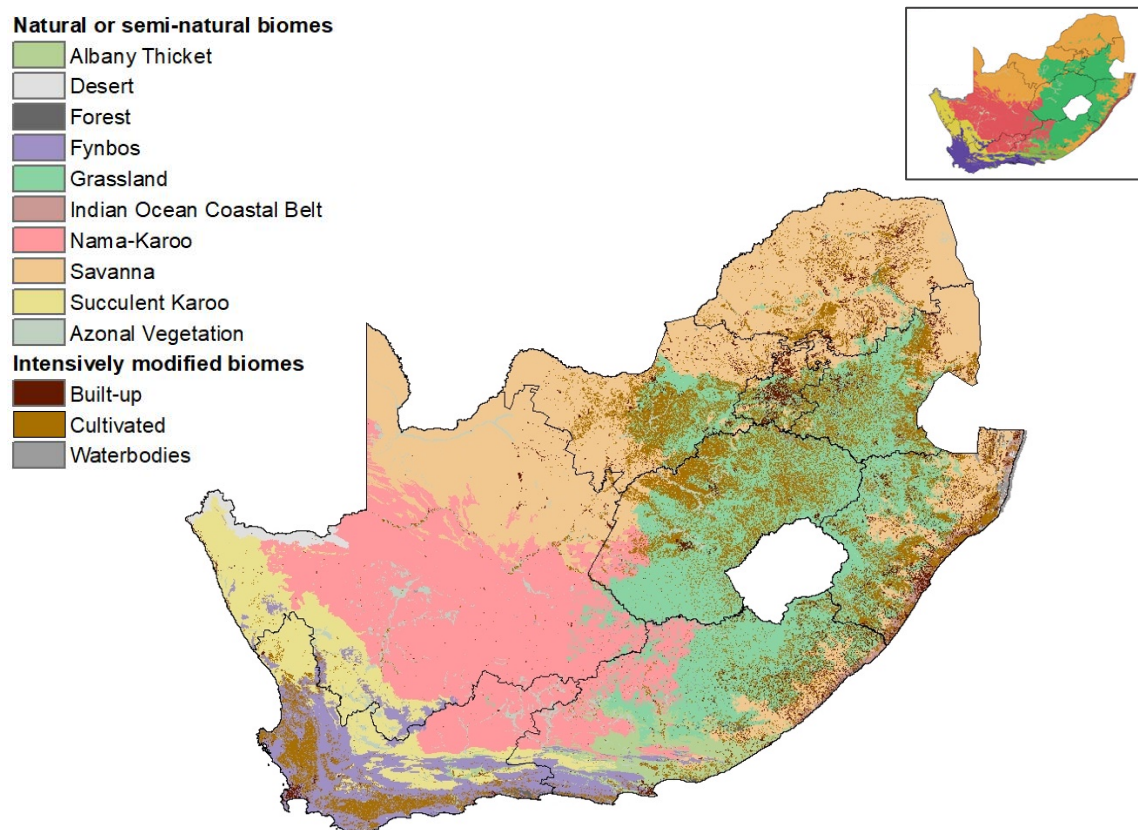 Natural or semi-natural biomes
Albany Thicket
Desert
Forest
Fynbos
Grassland
Indian Ocean Coastal Belt
Nama-Karoo
Savanna
Succulent Karoo
Azonal Vegetation
Intensively modified biomes
Built-up
Cultivated
Waterbodies